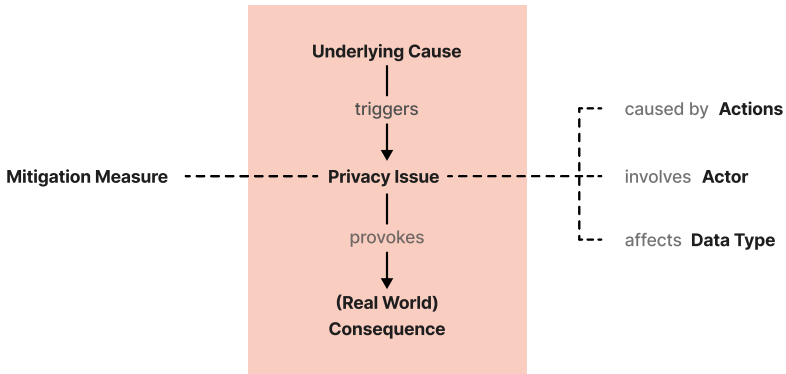 Underlying Cause
triggers
caused by Actions
Mitigation Measure
Privacy Issue
involves Actor
provokes
affects Data Type
(Real World)
Consequence